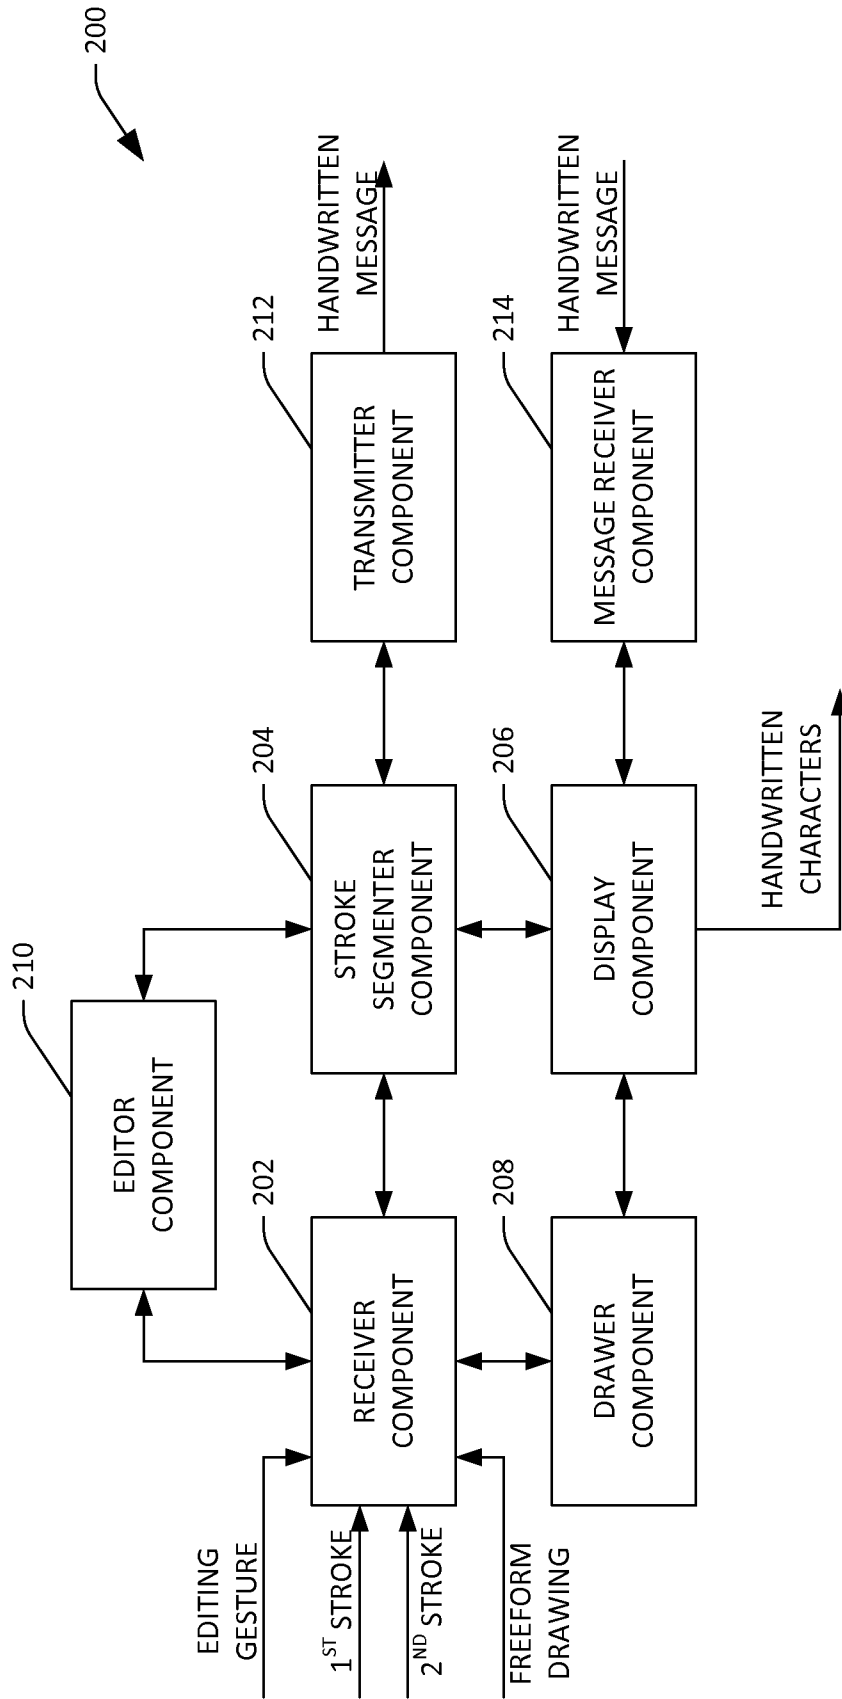 200
210
EDITOR
COMPONENT
EDITING
GESTURE
1ST STROKE
2ND STROKE
FREEFORM
DRAWING
202
RECEIVER
COMPONENT
204
STROKE
SEGMENTER
COMPONENT
212
TRANSMITTER
COMPONENT
HANDWRITTEN
MESSAGE
208
DRAWER
COMPONENT
206
DISPLAY
COMPONENT
214
MESSAGE RECEIVER
COMPONENT
HANDWRITTEN
MESSAGE
HANDWRITTEN
CHARACTERS